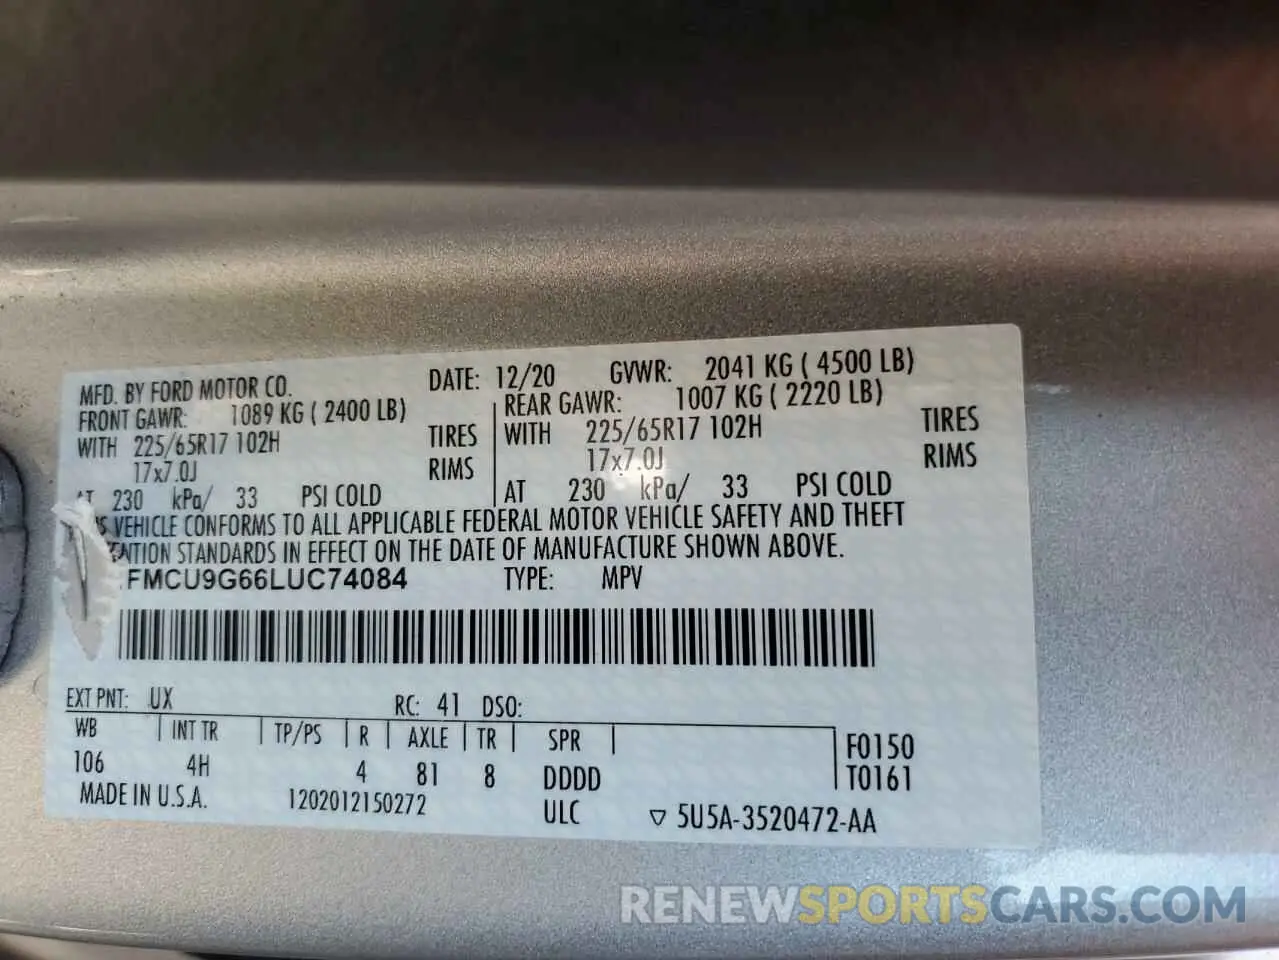 MFD. BY FORD MOTOR CO. DATE: 12/20 GVWR: 2041 KG ( 4500 LB)
FRONT GAWR: 1089 KG ( 2400 LB) REAR GAWR: 1007 KG ( 2220 LB)
WITH 225/65R17 102H TIRES WITH 225/65R17 102H TIRES
17x7.0J RIMS 17x7.0J RIMS
AT 230 kPa/ 33 PSI COLD AT 230 kPa/ 33 PSI COLD
VEHICLE CONFORMS TO ALL APPLICABLE FEDERAL MOTOR VEHICLE SAFETY AND THEFT
STANDARDS IN EFFECT ON THE DATE OF MANUFACTURE SHOWN ABOVE.
FMCU9G66LUC74084 TYPE: MPV
EXT PNT: UX RC: 41 DSO:
WB INT TR TP/PS R AXLE TR SPR F0150
106 4H 4 81 8 DDDD T0161
MADE IN U.S.A. 1202012150272 ULC ▽ 5U5A-3520472-AA
RENEWSPORTSCARS.COM